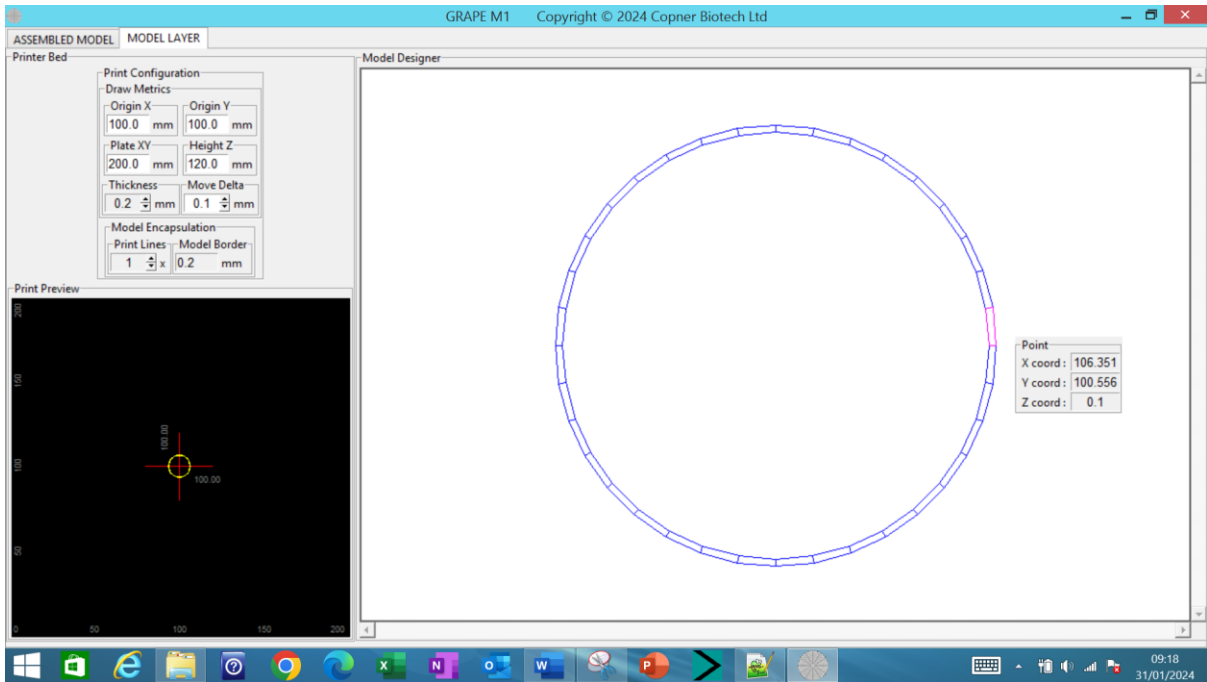 GRAPE M1 Copyright © 2024 Copner Biotech Ltd
ASSEMBLED MODEL MODEL LAYER
Printer Bed
Print Configuration
Draw Metrics
Origin X Origin Y
100.0 mm 100.0 mm
Plate XY Height Z
200.0 mm 120.0 mm
Thickness Move Delta
0.2 mm 0.1 mm
Model Encapsulation
Print Lines Model Border
1 x 0.2 mm
Print Preview
200
150
100
50
100.00
100.00
0 50 100 150 200
Model Designer
Point
X coord : 106.351
Y coord : 100.556
Z coord : 0.1
09:18
31/01/2024